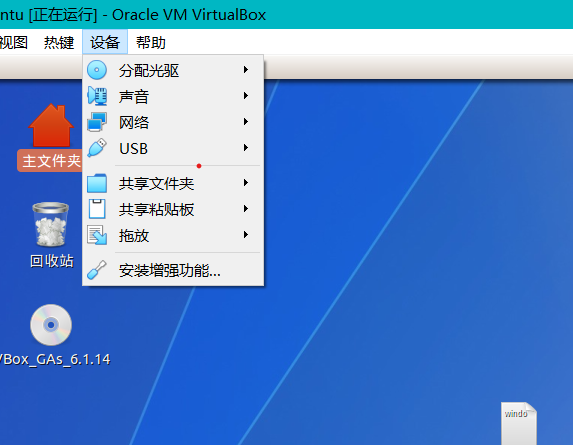 ntu [正在运行] - Oracle VM VirtualBox
视图 热键 设备 帮助
分配光驱
声音
网络
USB
共享文件夹
共享粘贴板
拖放
安装增强功能...
主文件夹
回收站
VBox_GAs_6.1.14
windo